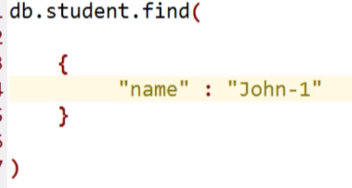 db.student.find(
{
"name" : "John-1"
}
)